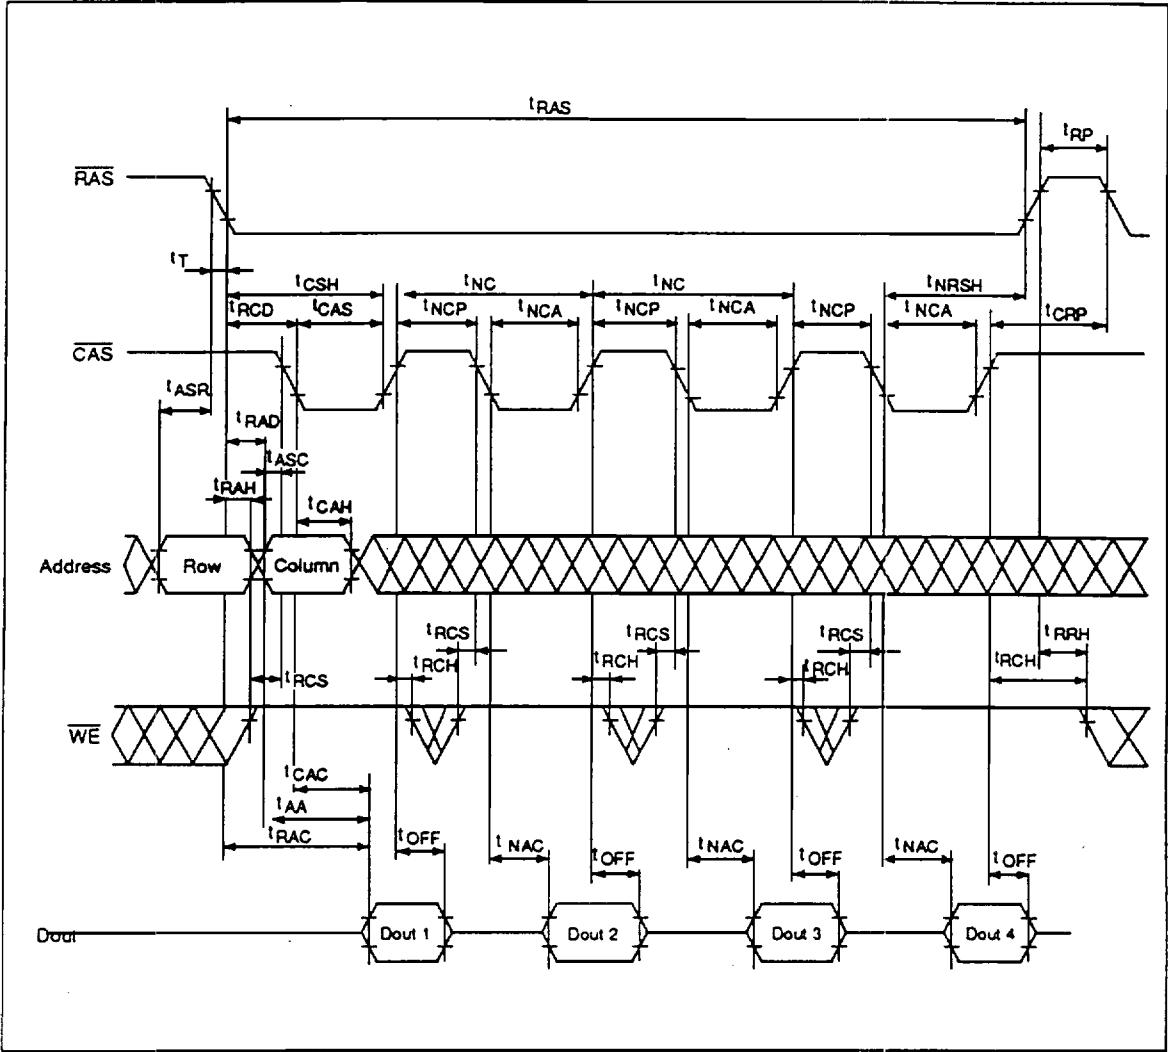 tRAS
tRP
RAS
tT
tCSH
tNC
tNC
tNRSH
tRCD
tCAS
tNCP
tNCA
tNCP
tNCA
tNCP
tNCA
tCRP
CAS
tASR
tRAD
tASC
tRAH
tCAH
Address
Row
Column
tRCS
tRCS
tRCS
tRRH
tRCH
tRCH
tRCH
tRCH
tRCS
WE
tCAC
tAA
tRAC
tOFF
tNAC
tOFF
tNAC
tOFF
tNAC
tOFF
Dout
Dout 1
Dout 2
Dout 3
Dout 4